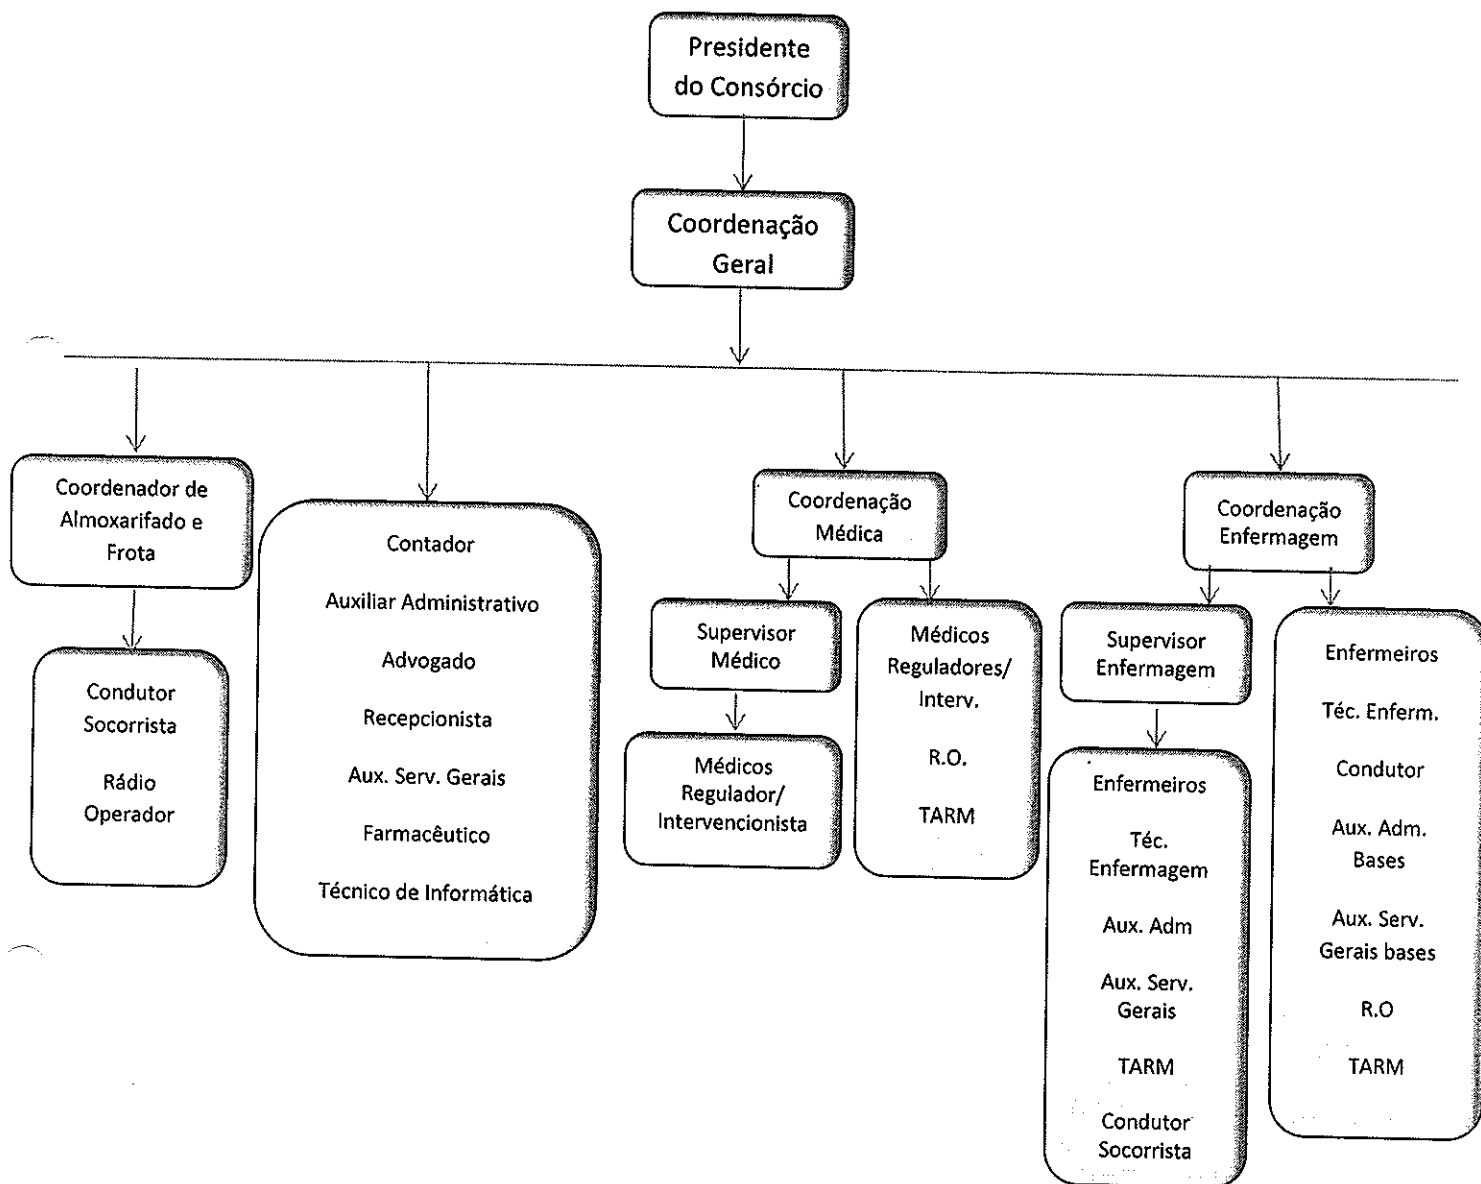 Presidente
do Consórcio
Coordenação
Geral
Coordenador de
Almoxarifado e
Frota
Condutor
Socorrista
Rádio
Operador
Contador
Auxiliar Administrativo
Advogado
Recepcionista
Aux. Serv. Gerais
Farmacêutico
Técnico de Informática
Coordenação
Médica
Supervisor
Médico
Médicos
Regulador/
Intervencionista
Médicos
Reguladores/
Interv.
R.O.
TARM
Coordenação
Enfermagem
Supervisor
Enfermagem
Enfermeiros
Téc.
Enfermagem
Aux. Adm
Aux. Serv.
Gerais
TARM
Condutor
Socorrista
Enfermeiros
Téc. Enferm.
Condutor
Aux. Adm.
Bases
Aux. Serv.
Gerais bases
R.O
TARM